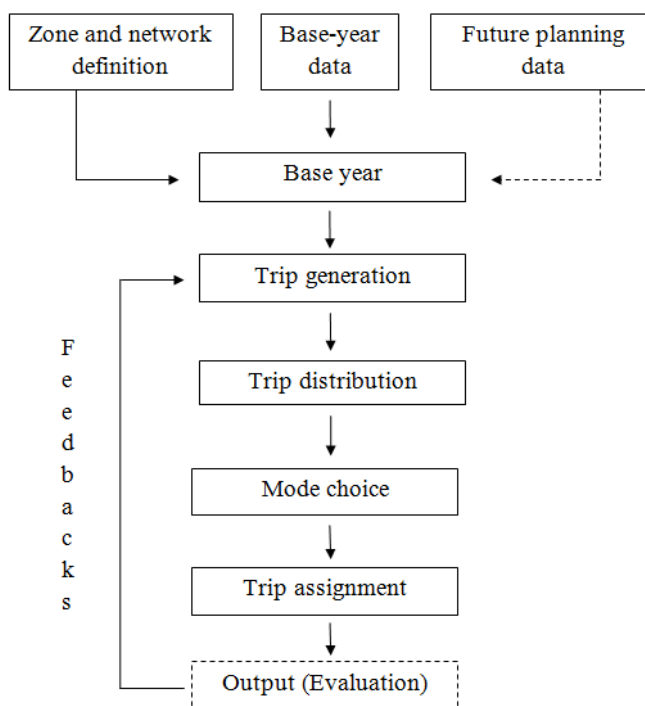 Zone and network
definition
Base-year
data
Future planning
data
Base year
Trip generation
Feedbacks
Trip distribution
Mode choice
Trip assignment
Output (Evaluation)